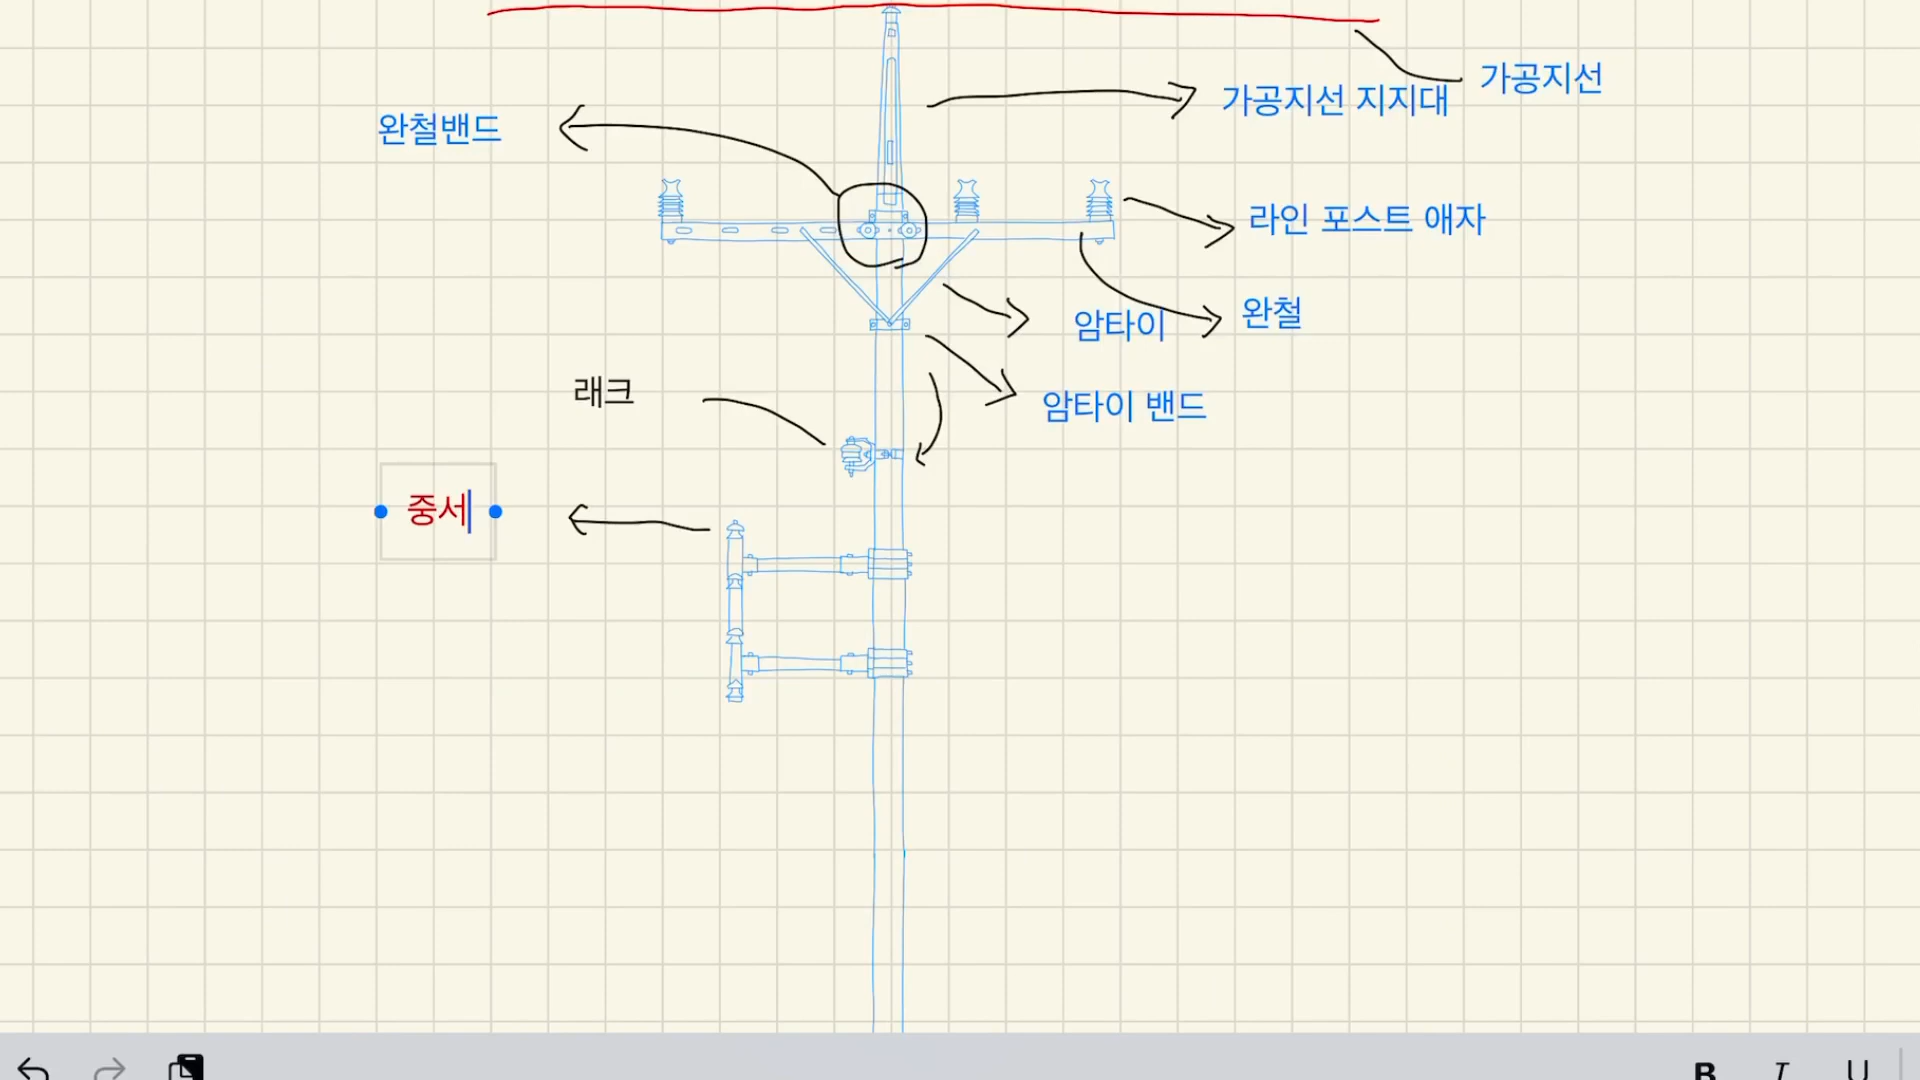 가공지선
가공지선 지지대
완철밴드
라인 포스트 애자
완철
암타이
래크
암타이 밴드
중세
B
I
U